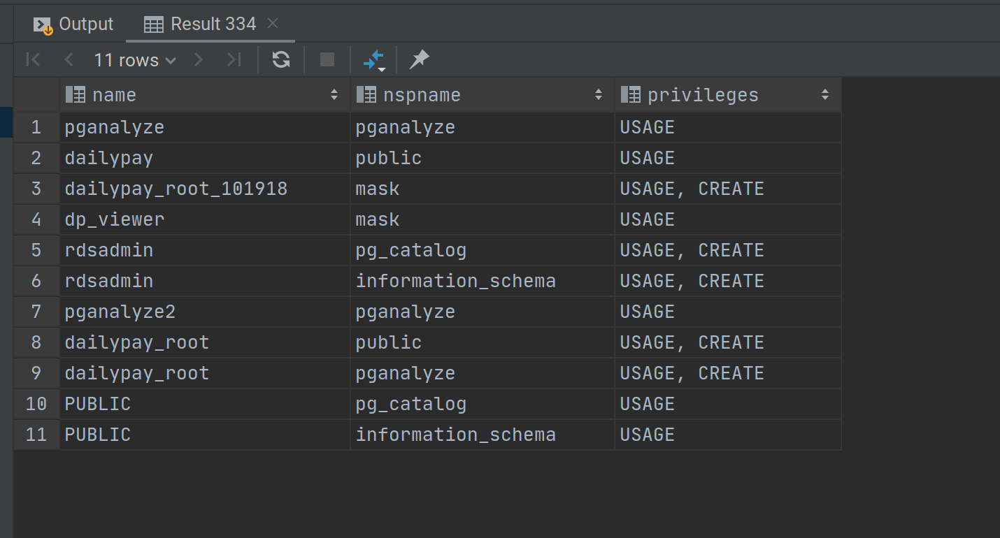 Output Result 334
11 rows
name nspname privileges
1 pganalyze pganalyze USAGE
2 dailypay public USAGE
3 dailypay_root_101918 mask USAGE, CREATE
4 dp_viewer mask USAGE
5 rdsadmin pg_catalog USAGE, CREATE
6 rdsadmin information_schema USAGE, CREATE
7 pganalyze2 pganalyze USAGE
8 dailypay_root public USAGE, CREATE
9 dailypay_root pganalyze USAGE, CREATE
10 PUBLIC pg_catalog USAGE
11 PUBLIC information_schema USAGE